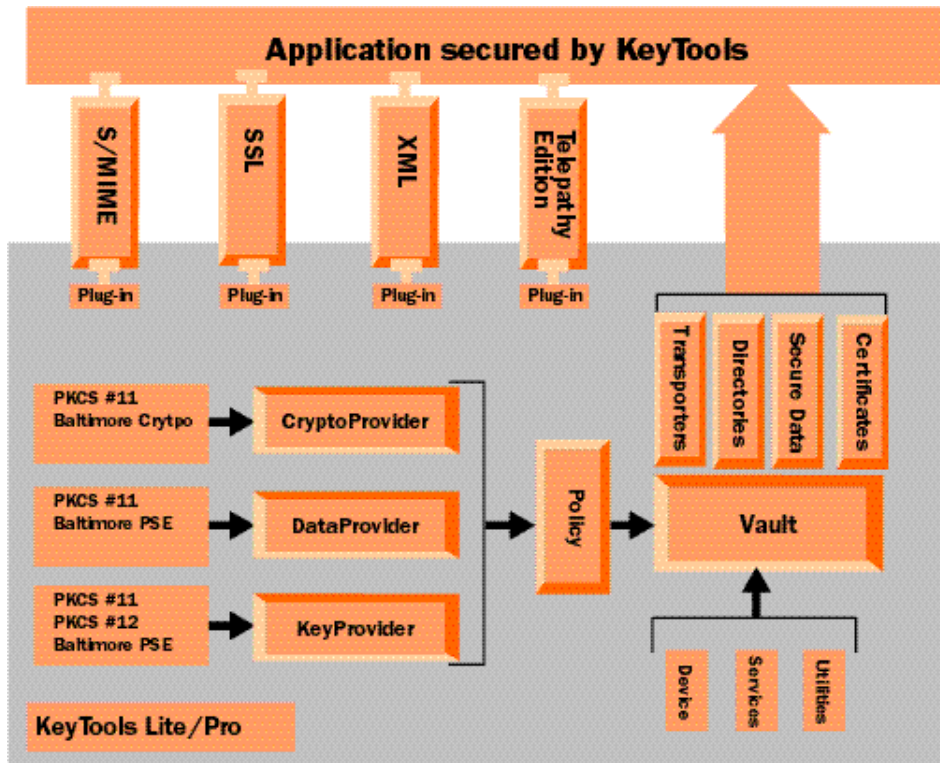 Application secured by KeyTools
S/MIME
SSL
XML
Telepathy
Edition
Plug-in
Plug-in
Plug-in
Plug-in
Transporters
Directories
Secure Data
Certificates
PKCS #11
Baltimore Crytpo
CryptoProvider
PKCS #11
Baltimore PSE
DataProvider
PKCS #11
PKCS #12
Baltimore PSE
KeyProvider
Policy
Vault
Device
Services
Utilities
KeyTools Lite/Pro